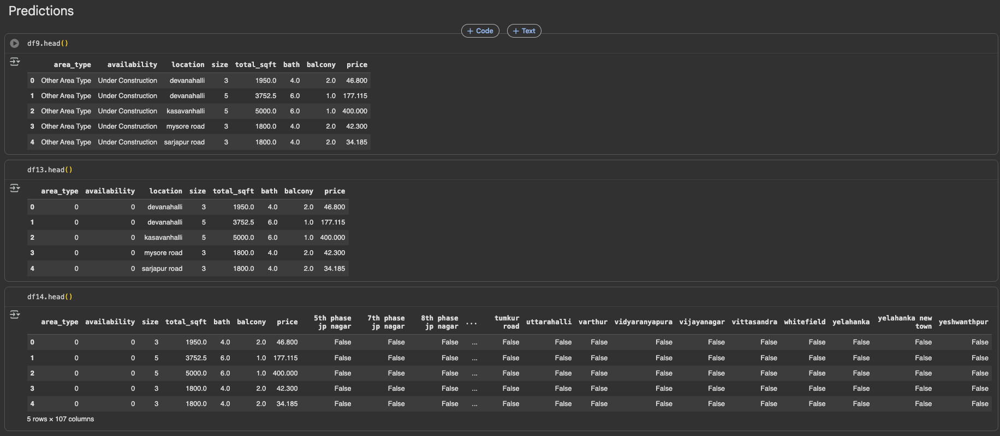 Predictions
+ Code + Text
df9.head()
area_type availability location size total_sqft bath balcony price
0 Other Area Type Under Construction devanahalli 3 1950.0 4.0 2.0 46.800
1 Other Area Type Under Construction devanahalli 5 3752.5 6.0 1.0 177.115
2 Other Area Type Under Construction kasavanhalli 5 5000.0 6.0 1.0 400.000
3 Other Area Type Under Construction mysore road 3 1800.0 4.0 2.0 42.300
4 Other Area Type Under Construction sarjapur road 3 1800.0 4.0 2.0 34.185
df13.head()
area_type availability location size total_sqft bath balcony price
0 0 0 devanahalli 3 1950.0 4.0 2.0 46.800
1 0 0 devanahalli 5 3752.5 6.0 1.0 177.115
2 0 0 kasavanhalli 5 5000.0 6.0 1.0 400.000
3 0 0 mysore road 3 1800.0 4.0 2.0 42.300
4 0 0 sarjapur road 3 1800.0 4.0 2.0 34.185
df14.head()
area_type availability size total_sqft bath balcony price 5th phase jp nagar 7th phase jp nagar 8th phase jp nagar ... tumkur road uttarahalli varthur vidyaranyapura vijayanagar vittasandra whitefield yelahanka yelahanka new town yeshwanthpur
0 0 0 3 1950.0 4.0 2.0 46.800 False False False ... False False False False False False False False False False
1 0 0 5 3752.5 6.0 1.0 177.115 False False False ... False False False False False False False False False False
2 0 0 5 5000.0 6.0 1.0 400.000 False False False ... False False False False False False False False False False
3 0 0 3 1800.0 4.0 2.0 42.300 False False False ... False False False False False False False False False False
4 0 0 3 1800.0 4.0 2.0 34.185 False False False ... False False False False False False False False False False
5 rows × 107 columns